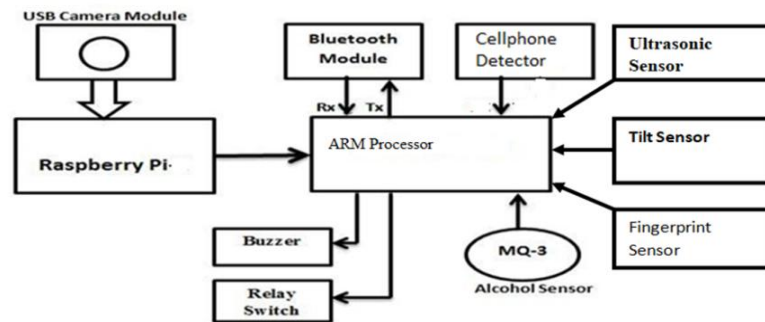 USB Camera Module
Bluetooth
Module
Cellphone
Detector
Ultrasonic
Sensor
Rx Tx
Raspberry Pi.
ARM Processor
Tilt Sensor
Buzzer
Relay
Switch
MQ-3
Alcohol Sensor
Fingerprint
Sensor